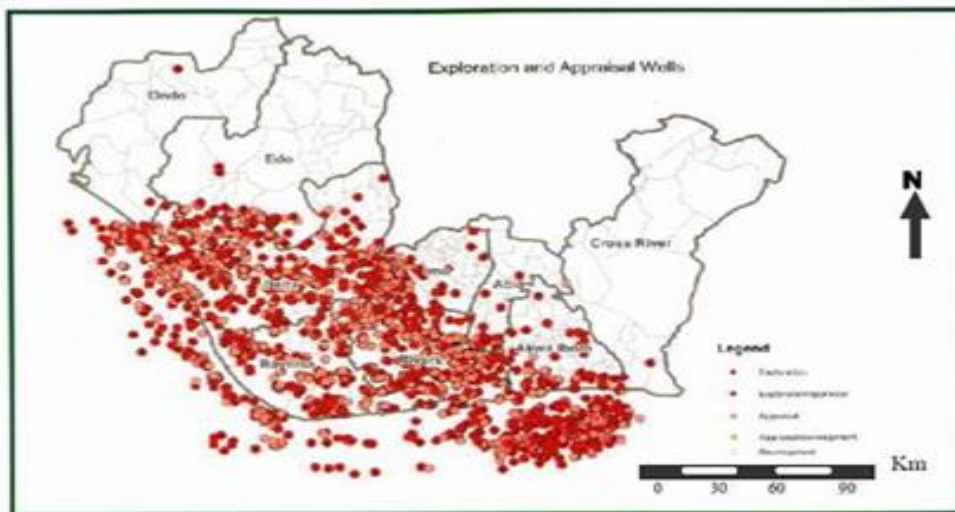 Exploration and Appraisal Wells
Ondo
Edo
N
Cross River
Delta
Akwa Ibom
Bayelsa
Rivers
Legend
Exploration
Appraisal
Development
Km
0 30 60 90